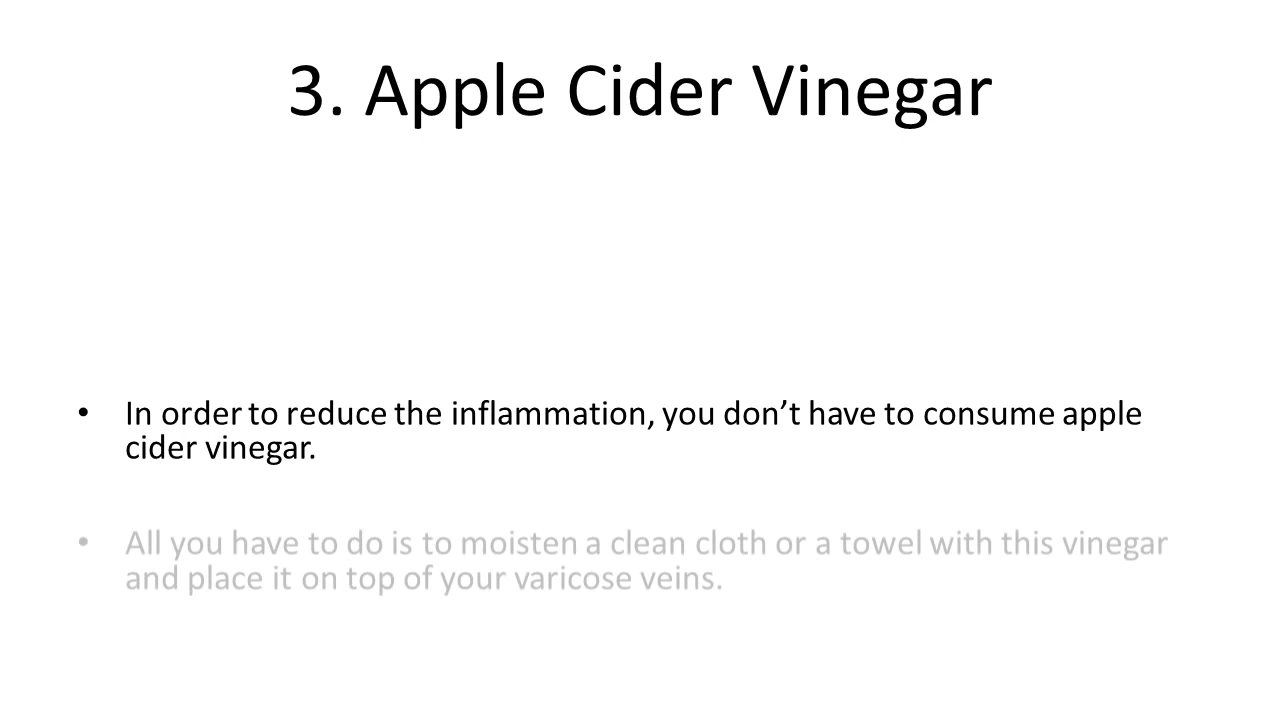 3. Apple Cider Vinegar
• In order to reduce the inflammation, you don’t have to consume apple
cider vinegar.
• All you have to do is to moisten a clean cloth or a towel with this vinegar
and place it on top of your varicose veins.